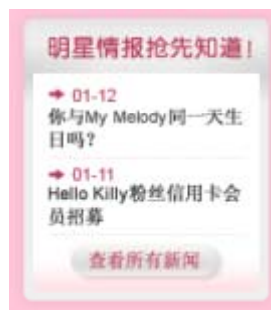 明星情报抢先知道!
01-12
你与My Melody同一天生
日吗?
01-11
Hello Killy粉丝信用卡会
员招募
查看所有新闻